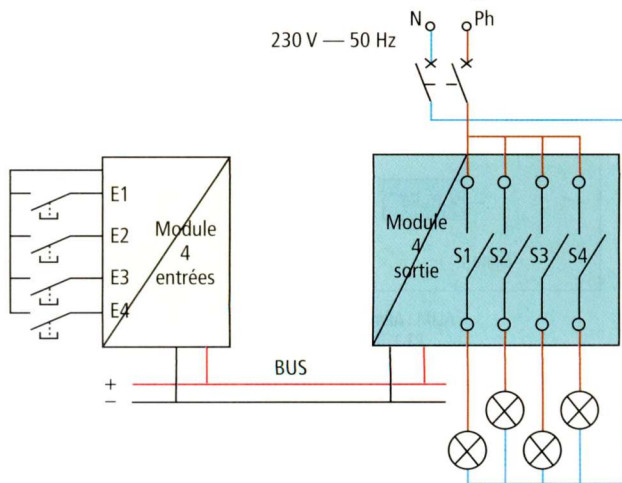 N Ph
230 V — 50 Hz
E1
E2
E3
E4
Module
4
entrées
Module
4
sortie
S1 S2 S3 S4
BUS
+
–